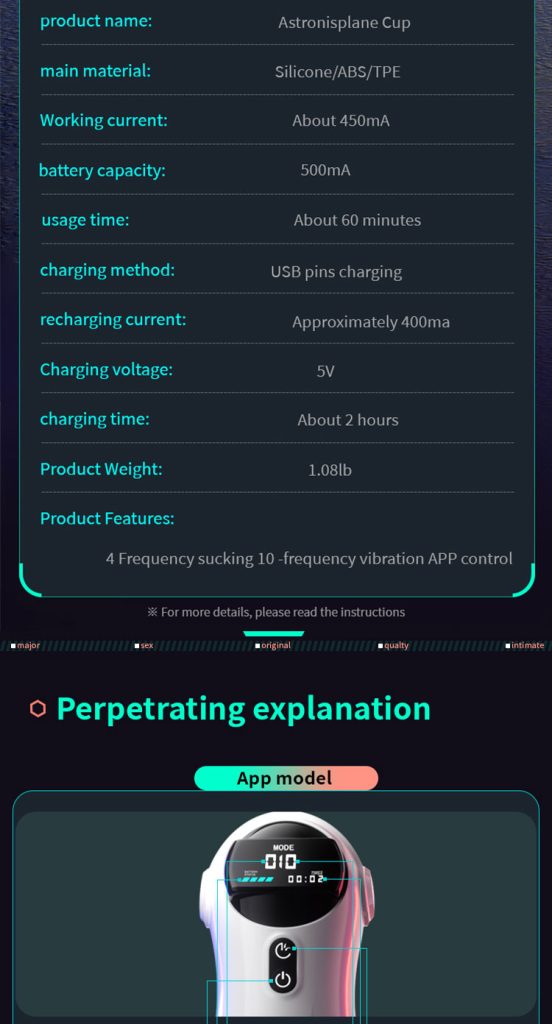 product name: Astronisplane Cup
main material: Silicone/ABS/TPE
Working current: About 450mA
battery capacity: 500mA
usage time: About 60 minutes
charging method: USB pins charging
recharging current: Approximately 400ma
Charging voltage: 5V
charging time: About 2 hours
Product Weight: 1.08lb
Product Features:
4 Frequency sucking 10 -frequency vibration APP control
※ For more details, please read the instructions
major sex original qualty intimate
Perpetrating explanation
App model
MODE
010
00:02